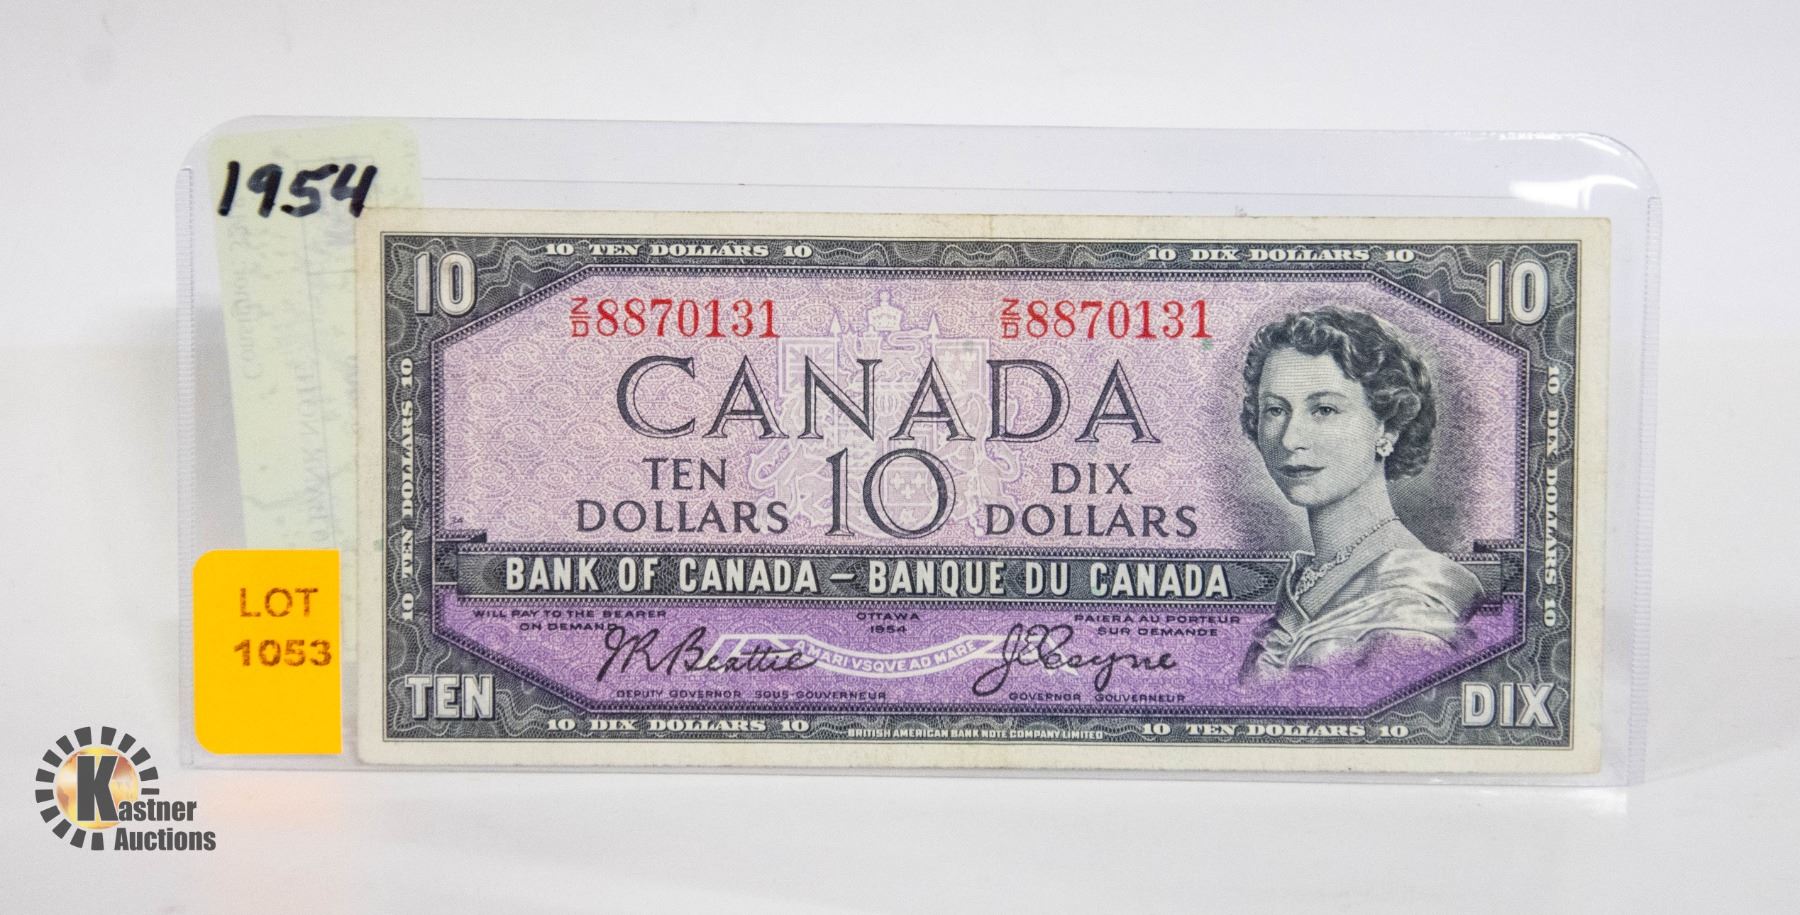 1954
10 TEN DOLLARS 10
10 DIX DOLLARS 10
10
10
Z/D 8870131
Z/D 8870131
CANADA
TEN DOLLARS
10
DIX DOLLARS
10 TEN DOLLARS 10
10 DIX DOLLARS 10
BANK OF CANADA – BANQUE DU CANADA
WILL PAY TO THE BEARER
ON DEMAND
OTTAWA
1954
PAIERA AU PORTEUR
SUR DEMANDE
JR Beattie
A MARI VSQVE AD MARE
J E Coyne
DEPUTY GOVERNOR SOUS-GOUVERNEUR
GOVERNOR GOUVERNEUR
TEN
DIX
10 DIX DOLLARS 10
BRITISH AMERICAN BANK NOTE COMPANY LIMITED
10 TEN DOLLARS 10
LOT
1053
Kastner
Auctions